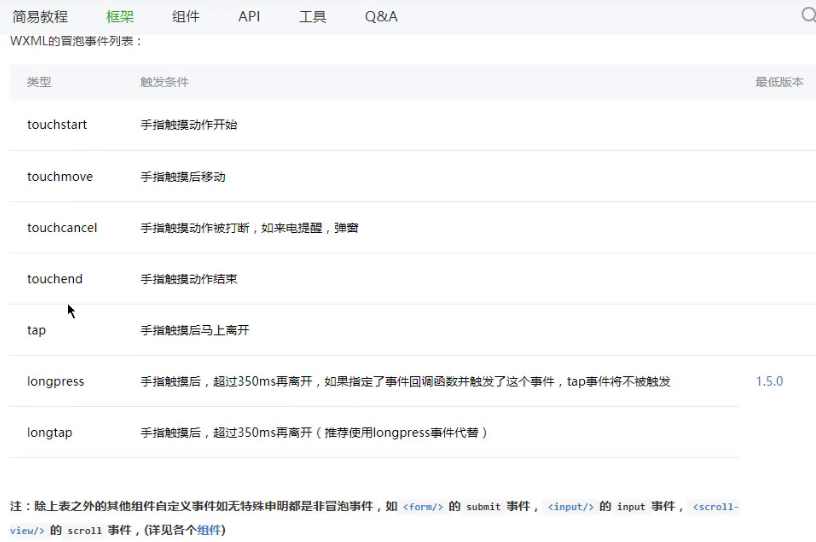 简易教程 框架 组件 API 工具 Q&A
WXML的冒泡事件列表：
类型 触发条件 最低版本
touchstart 手指触摸动作开始
touchmove 手指触摸后移动
touchcancel 手指触摸动作被打断，如来电提醒，弹窗
touchend 手指触摸动作结束
tap 手指触摸后马上离开
longpress 手指触摸后，超过350ms再离开，如果指定了事件回调函数并触发了这个事件，tap事件将不被触发 1.5.0
longtap 手指触摸后，超过350ms再离开（推荐使用longpress事件代替）
注：除上表之外的其他组件自定义事件如无特殊申明都是非冒泡事件，如 <form/> 的 submit 事件， <input/> 的 input 事件， <scroll-
view/> 的 scroll 事件，(详见各个组件)